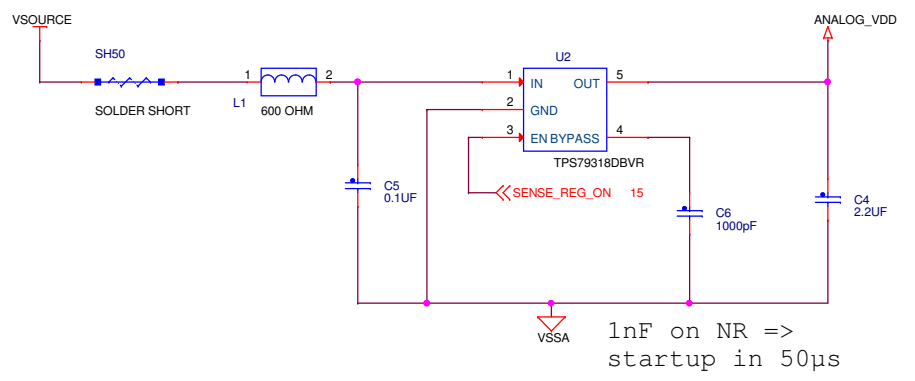 VSOURCE
ANALOG_VDD
SH50
U2
1 2
1 IN OUT 5
SOLDER SHORT
L1 600 OHM
2 GND
3 EN BYPASS 4
TPS79318DBVR
C5
0.1UF
SENSE_REG_ON 15
C4
2.2UF
C6
1000pF
VSSA
1nF on NR =>
startup in 50µs